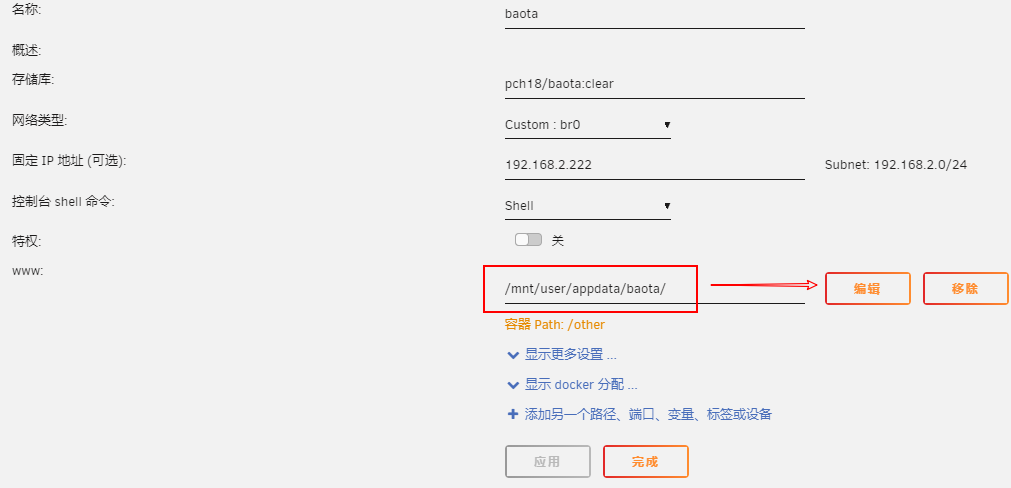 名称:
baota
概述:
存储库:
pch18/baota:clear
网络类型:
Custom : br0
固定 IP 地址 (可选):
192.168.2.222
Subnet: 192.168.2.0/24
控制台 shell 命令:
Shell
特权:
关
www:
/mnt/user/appdata/baota/
编辑
移除
容器 Path: /other
显示更多设置 ...
显示 docker 分配 ...
添加另一个路径、端口、变量、标签或设备
应用
完成